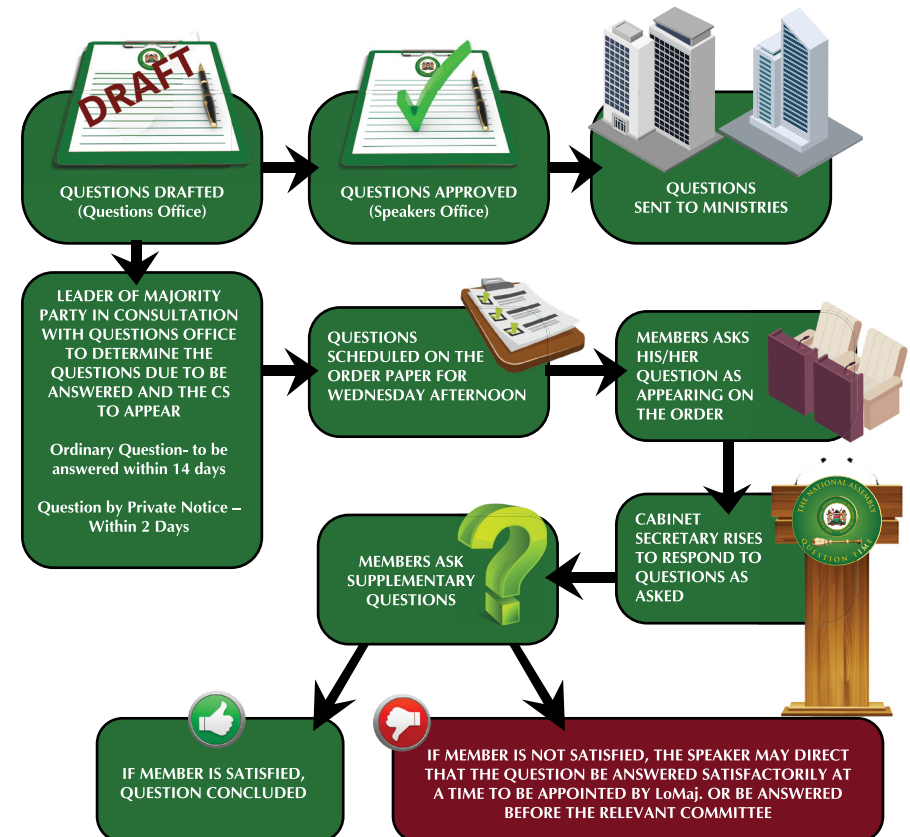 DRAFT
QUESTIONS DRAFTED
(Questions Office)
QUESTIONS APPROVED
(Speakers Office)
QUESTIONS
SENT TO MINISTRIES
LEADER OF MAJORITY
PARTY IN CONSULTATION
WITH QUESTIONS OFFICE
TO DETERMINE THE
QUESTIONS DUE TO BE
ANSWERED AND THE CS
TO APPEAR
Ordinary Question- to be
answered within 14 days
Question by Private Notice –
Within 2 Days
QUESTIONS
SCHEDULED ON THE
ORDER PAPER FOR
WEDNESDAY AFTERNOON
MEMBERS ASKS
HIS/HER
QUESTION AS
APPEARING ON
THE ORDER
CABINET
SECRETARY RISES
TO RESPOND TO
QUESTIONS AS
ASKED
THE NATIONAL ASSEMBLY
QUESTION TIME
MEMBERS ASK
SUPPLEMENTARY
QUESTIONS
IF MEMBER IS SATISFIED,
QUESTION CONCLUDED
IF MEMBER IS NOT SATISFIED, THE SPEAKER MAY DIRECT
THAT THE QUESTION BE ANSWERED SATISFACTORILY AT
A TIME TO BE APPOINTED BY LoMaj. OR BE ANSWERED
BEFORE THE RELEVANT COMMITTEE